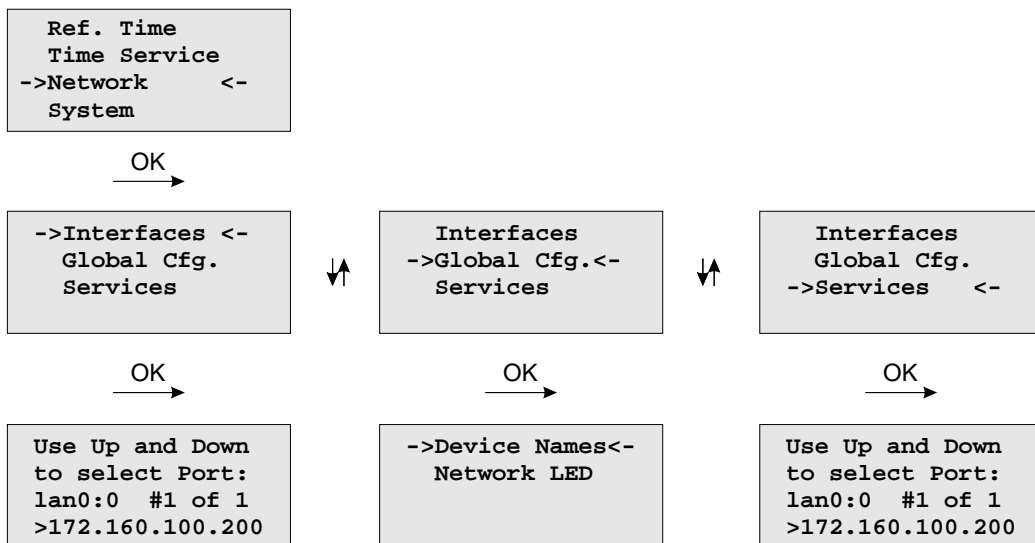 Ref. Time
Time Service
->Network <-
System
OK
->Interfaces <-
Global Cfg.
Services
Interfaces
->Global Cfg.<-
Services
Interfaces
Global Cfg.
->Services <-
OK
OK
OK
Use Up and Down
to select Port:
lan0:0 #1 of 1
>172.160.100.200
->Device Names<-
Network LED
Use Up and Down
to select Port:
lan0:0 #1 of 1
>172.160.100.200